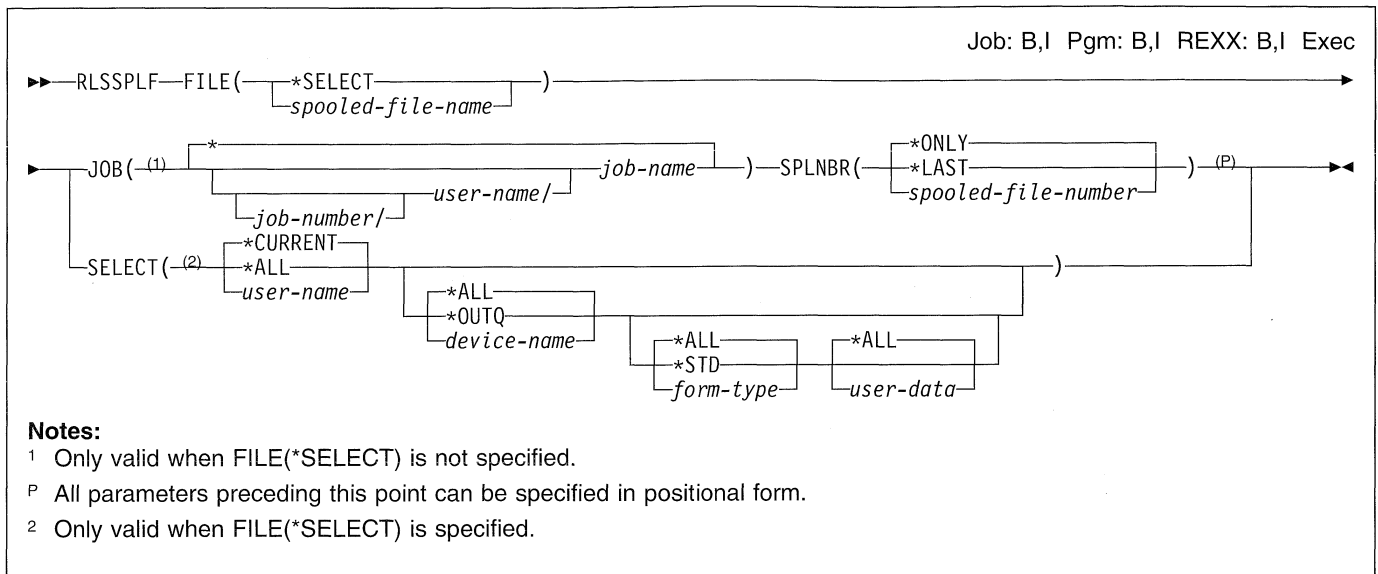 Job: B,I Pgm: B,I REXX: B,I Exec
RLSSPLF FILE( *SELECT )
spooled-file-name
*
JOB( (1) job-name ) SPLNBR( *ONLY
*LAST ) (P)
user-name/ spooled-file-number
job-number/
*CURRENT
SELECT( (2) *ALL )
user-name
*ALL
*OUTQ
device-name
*ALL *ALL
*STD
form-type user-data
Notes:
1 Only valid when FILE(*SELECT) is not specified.
P All parameters preceding this point can be specified in positional form.
2 Only valid when FILE(*SELECT) is specified.